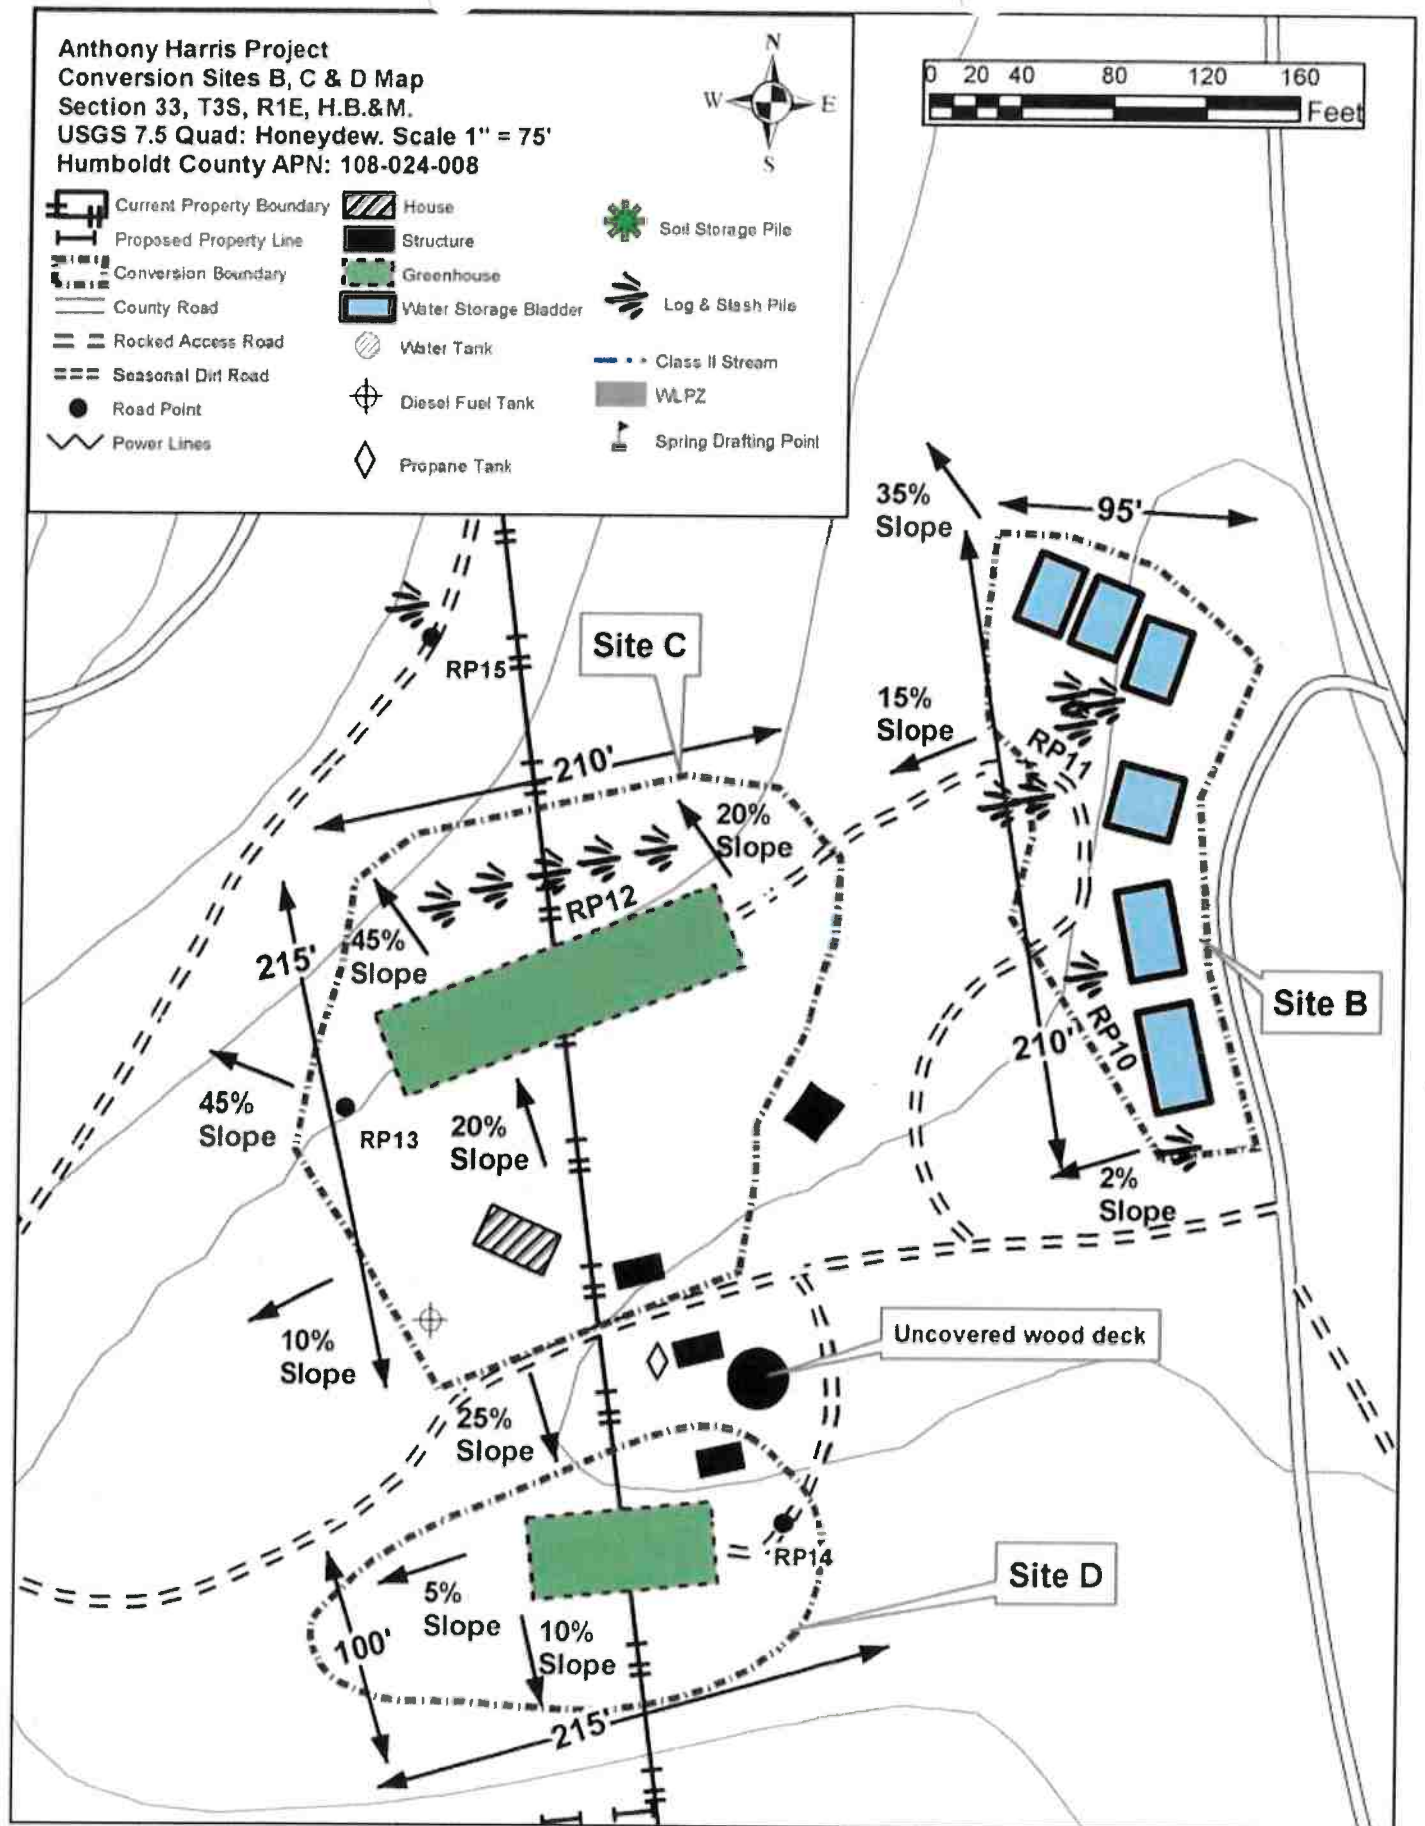 Anthony Harris Project
Conversion Sites B, C & D Map
Section 33, T3S, R1E, H.B.&M.
USGS 7.5 Quad: Honeydew. Scale 1" = 75'
Humboldt County APN: 108-024-008
N
W
E
S
0 20 40 80 120 160
Feet
Current Property Boundary
Proposed Property Line
Conversion Boundary
County Road
Rocked Access Road
Seasonal Dirt Road
Road Point
Power Lines
House
Structure
Greenhouse
Water Storage Bladder
Water Tank
Diesel Fuel Tank
Propane Tank
Soil Storage Pile
Log & Slash Pile
Class II Stream
WLPZ
Spring Drafting Point
35%
Slope
95'
Site C
RP15
15%
Slope
RP11
210'
20%
Slope
RP12
45%
Slope
215'
Site B
210'
RP10
45%
Slope
RP13
20%
Slope
2%
Slope
10%
Slope
Uncovered wood deck
25%
Slope
RP14
Site D
5%
Slope
100'
10%
Slope
215'